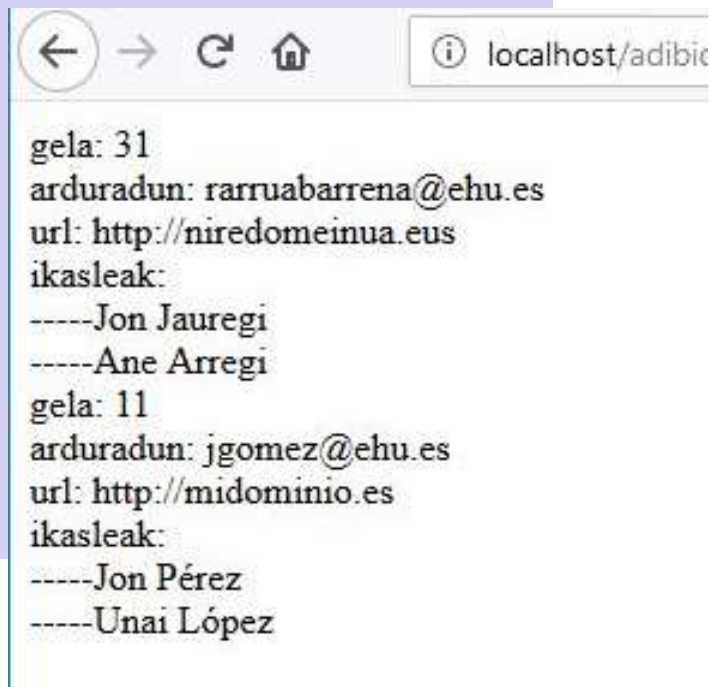 localhost/adibi
gela: 31
arduradun: rarruabarrena@ehu.es
url: http://niredomeinua.eus
ikasleak:
-----Jon Jauregi
-----Ane Arregi
gela: 11
arduradun: jgomez@ehu.es
url: http://midominio.es
ikasleak:
-----Jon Pérez
-----Unai López